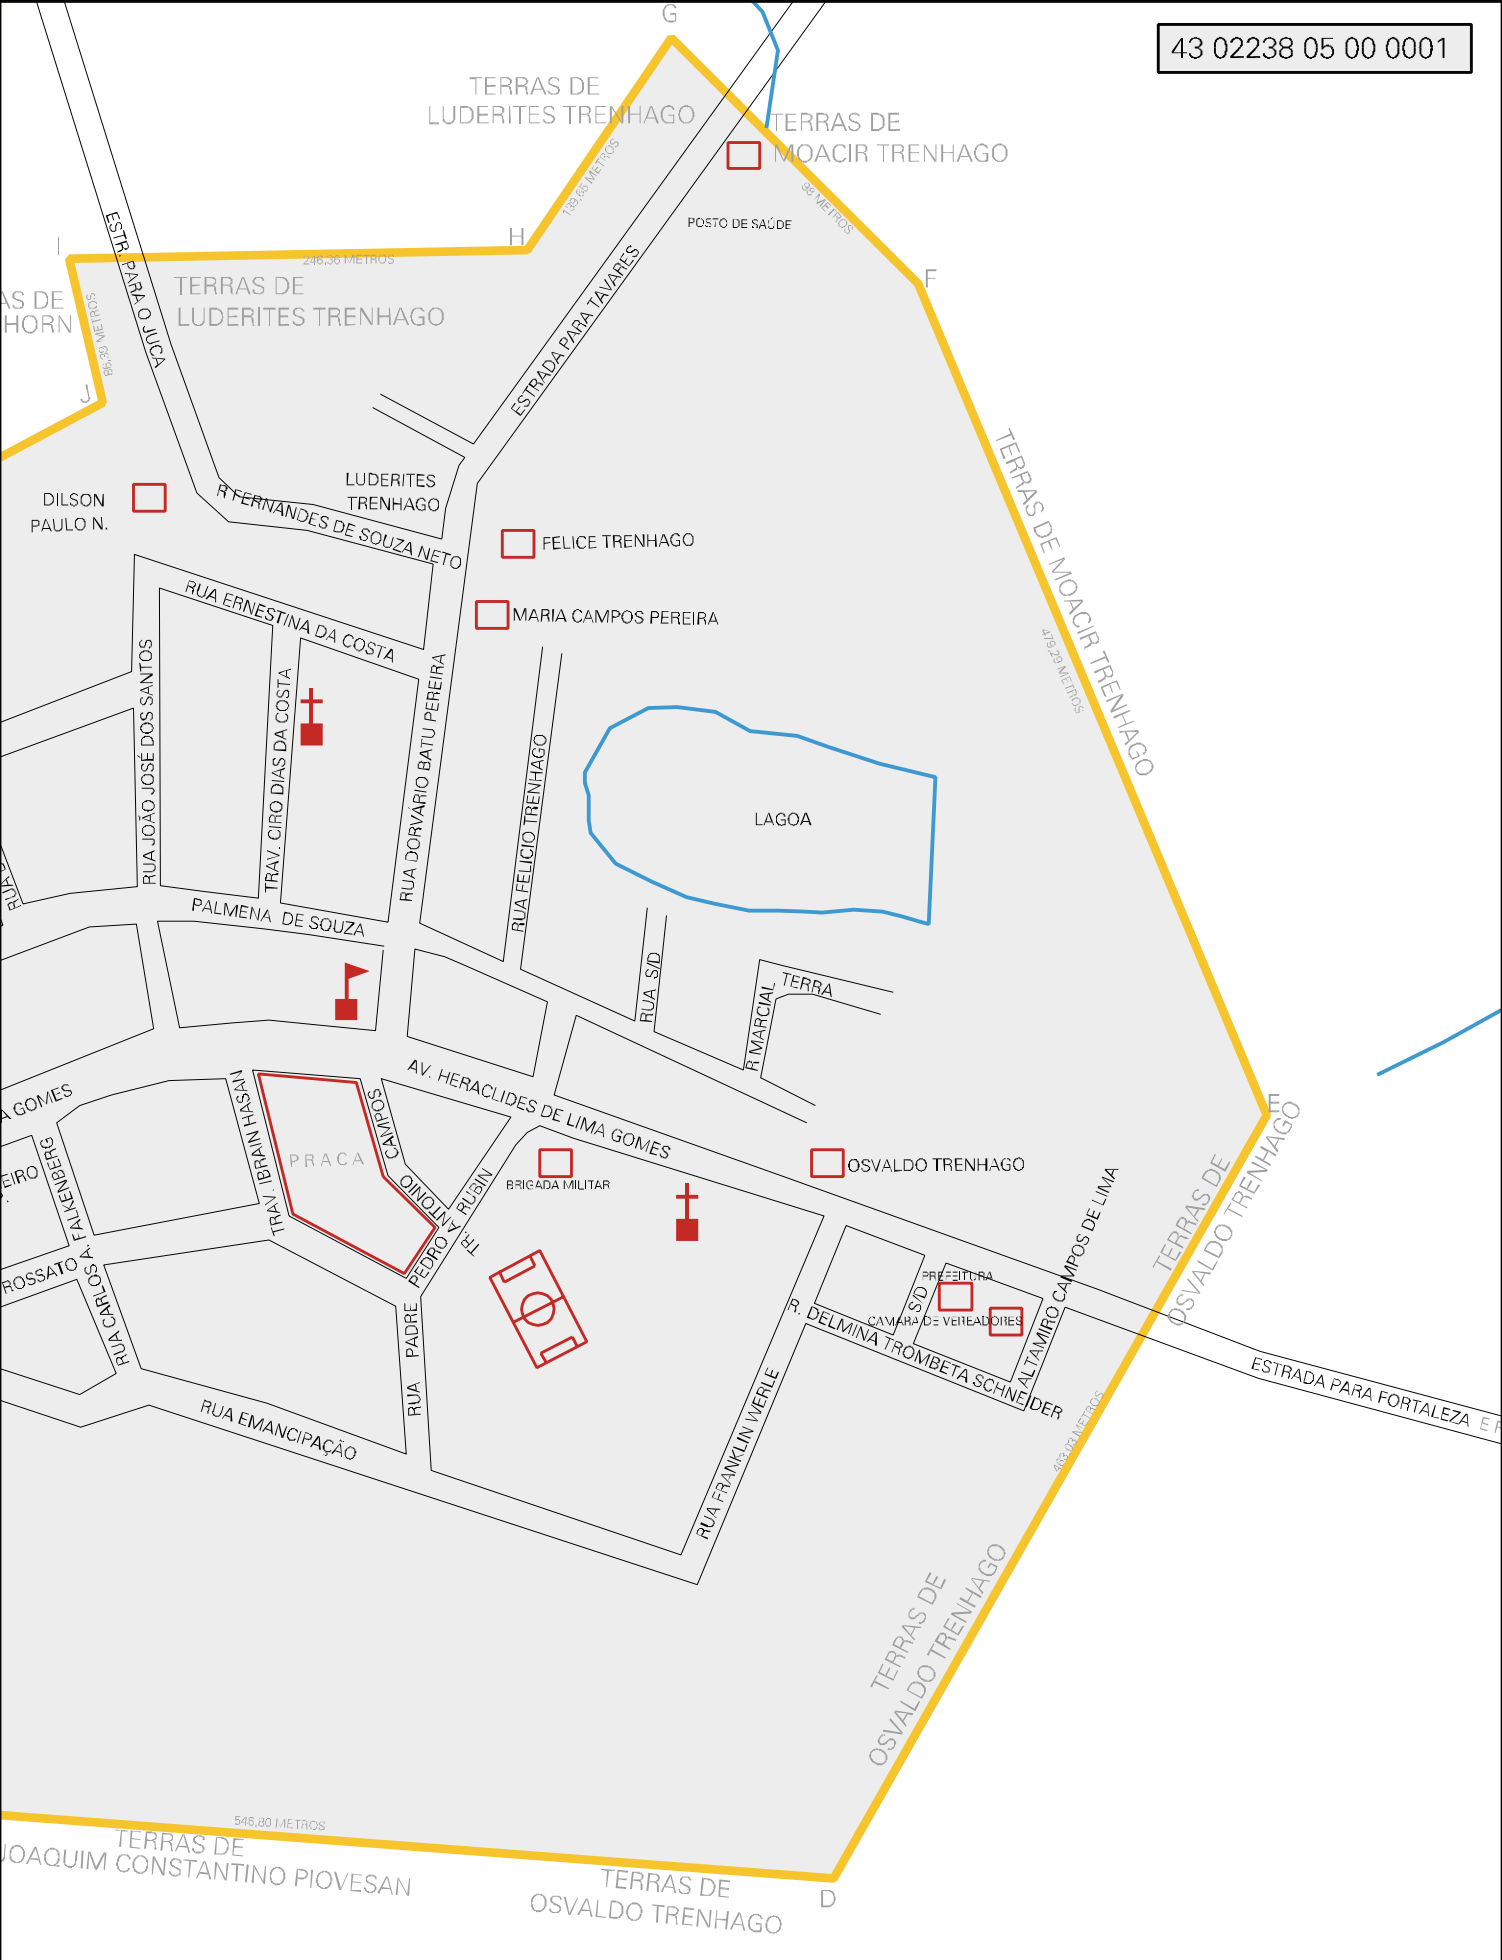 G
43 02238 05 00 0001
TERRAS DE
LUDERITES TRENHAGO
TERRAS DE
MOACIR TRENHAGO
139,65 METROS
98 METROS
POSTO DE SAÚDE
ESTR. PARA O JUCA
I
H
246,36 METROS
F
TERRAS DE
LUDERITES TRENHAGO
AS DE
HORN
86,39 METROS
J
ESTRADA PARA TAVARES
TERRAS DE MOACIR TRENHAGO
479,29 METROS
LUDERITES
TRENHAGO
DILSON
PAULO N.
R FERNANDES DE SOUZA NETO
FELICE TRENHAGO
MARIA CAMPOS PEREIRA
RUA ERNESTINA DA COSTA
RUA JOÃO JOSÉ DOS SANTOS
TRAV. CIRO DIAS DA COSTA
RUA DORVÁRIO BATU PEREIRA
RUA FELICIO TRENHAGO
LAGOA
PALMENA DE SOUZA
RUA S/D
R MARCIAL
TERRA
AV. HERACLIDES DE LIMA GOMES
A GOMES
TRAV. IBRAIN HASAN
PRACA
CAMPOS
ANTONIO
TR.
PEDRO A. RUBIN
BRIGADA MILITAR
OSVALDO TRENHAGO
E
TERRAS DE
OSVALDO TRENHAGO
EIRO
ROSSATO
RUA CARLOS A. FALKENBERG
RUA PADRE
PREFEITURA
S/D
CAMARA DE VEREADORES
ALTAMIRO CAMPOS DE LIMA
R. DELMINA TROMBETA SCHNEIDER
ESTRADA PARA FORTALEZA
463,03 METROS
RUA FRANKLIN WERLE
RUA EMANCIPAÇÃO
TERRAS DE
OSVALDO TRENHAGO
546,80 METROS
TERRAS DE
JOAQUIM CONSTANTINO PIOVESAN
TERRAS DE
OSVALDO TRENHAGO
D